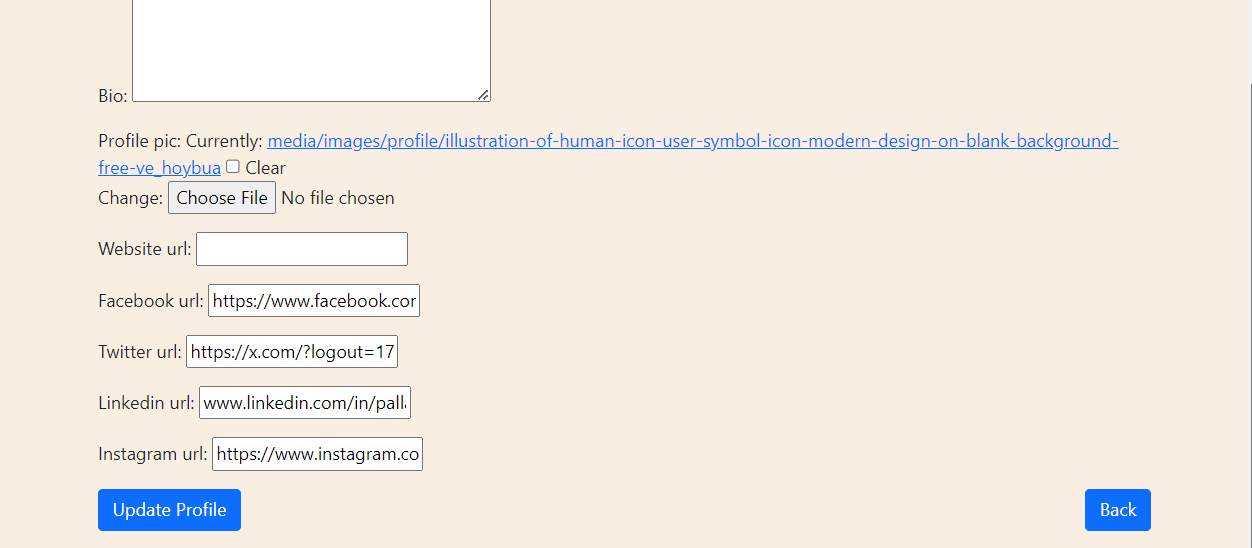 Bio:
Profile pic: Currently: media/images/profile/illustration-of-human-icon-user-symbol-icon-modern-design-on-blank-background-
free-ve_hoybua Clear
Change: Choose File No file chosen
Website url:
Facebook url: https://www.facebook.cor
Twitter url: https://x.com/?logout=17
Linkedin url: www.linkedin.com/in/pall
Instagram url: https://www.instagram.co
Update Profile Back